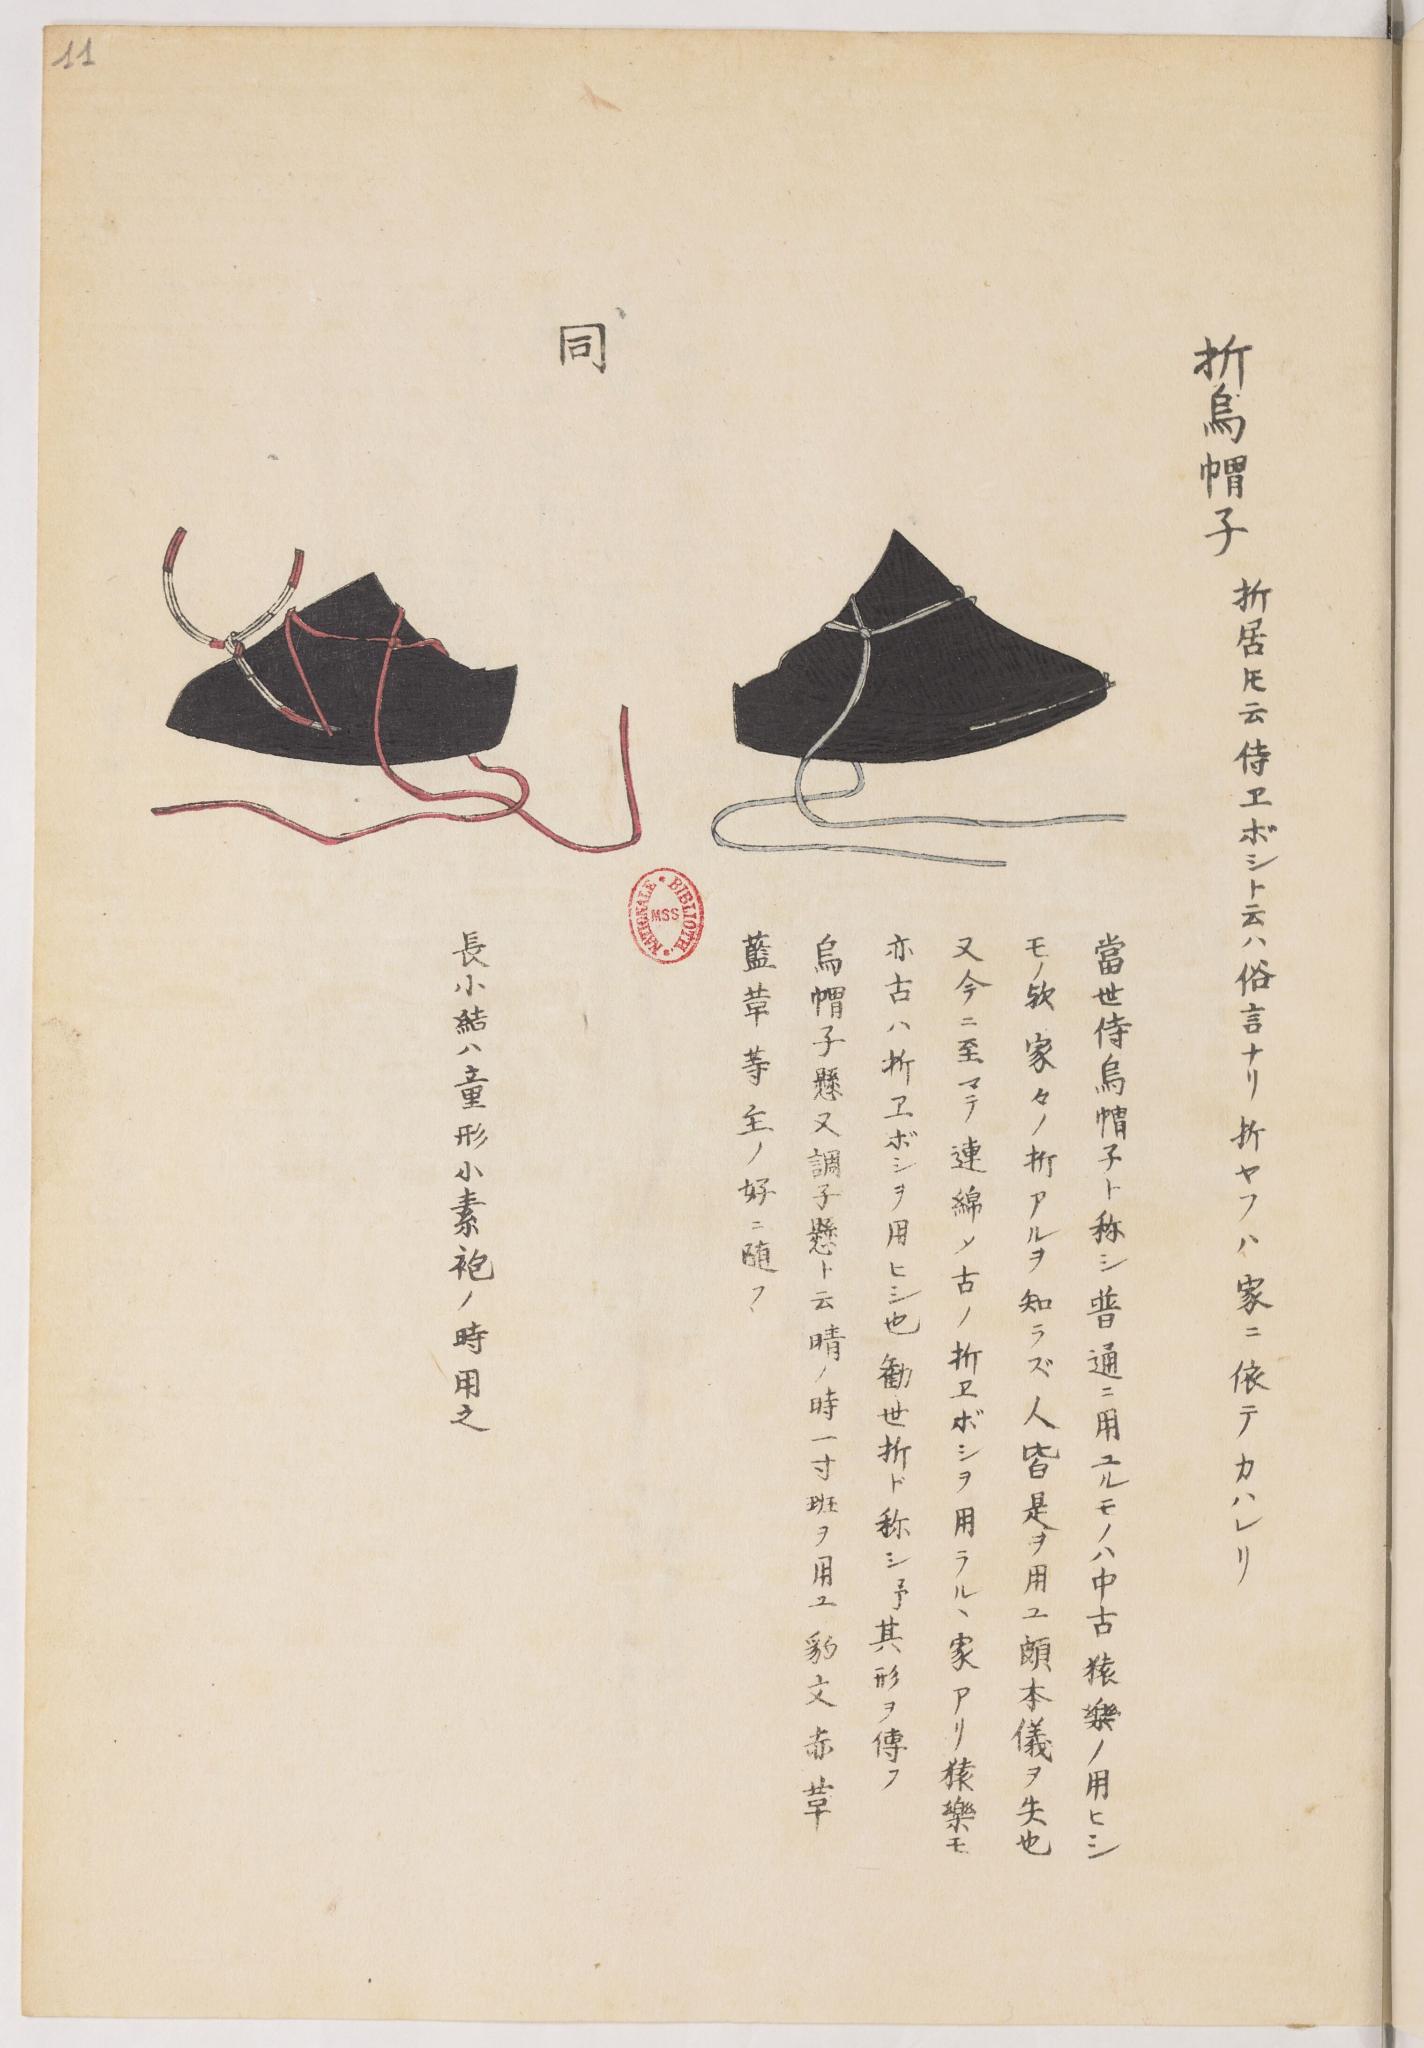 11
折烏帽子
折居𪜈云侍ヱボシト云ハ俗言ナリ折ヤフハ家ニ依テカハレリ
當世侍烏帽子ト称シ普通ニ用ユルモノハ中古猿樂ノ用ヒシ
モノ欤家々ノ折アルヲ知ラズ人皆是ヲ用ユ頗本儀ヲ失也
又今ニ至マテ連綿〆古ノ折ヱボシヲ用ラルヽ家アリ猿樂モ
亦古ハ折ヱボシヲ用ヒシ也勧世折ト称シ予其形ヲ傳フ
烏帽子懸又調子懸ト云晴ノ時一寸班ヲ用ユ豹文赤草
藍草等主ノ好ニ随フ
同
長小結ハ童形小素袍ノ時用之
BIBLIOTH. NATIONALE
MSS